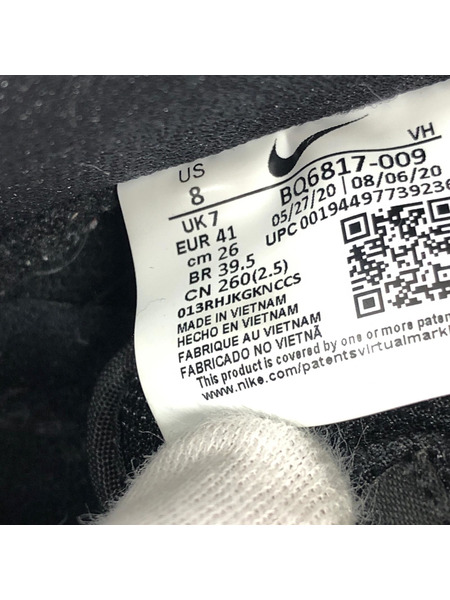 VH
US
8
BQ6817-009
05/27/20 08/06/20
UK 7
UPC 00194497739236
EUR 41
cm 26
BR 39.5
CN 260(2.5)
013RHJKGKNCCS
MADE IN VIETNAM
HECHO EN VIETNAM
FABRIQUE AU VIETNAM
FABRICADO NO VIETNÃ
This product is covered by one or more
www.nike.com/patents